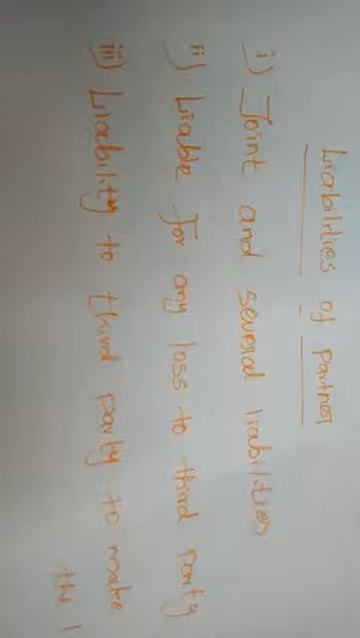 Liabilities of partner
i) Joint and several liabilities
ii) Liable for any loss to third party
iii) Liability to third party to make
the